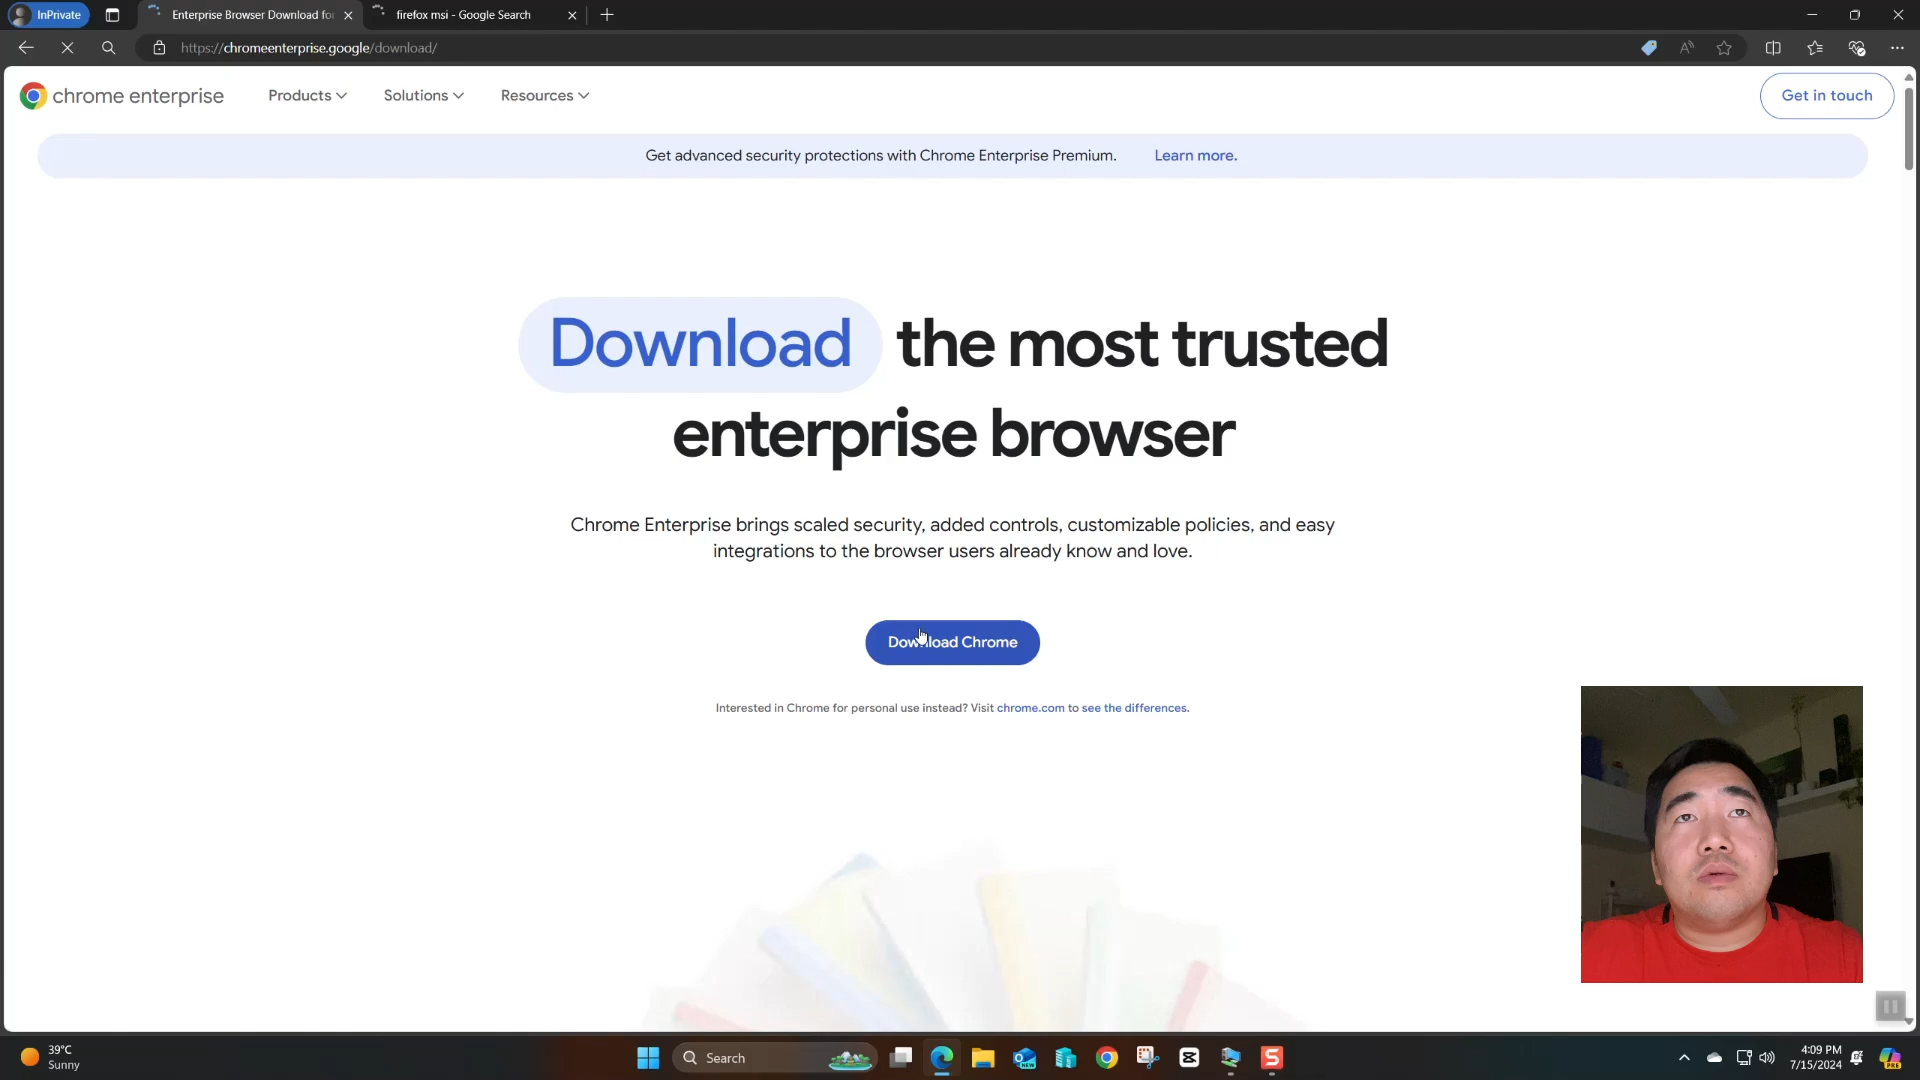 InPrivate
Enterprise Browser Download fo
firefox msi - Google Search
https://chromeenterprise.google/download/
chrome enterprise
Products
Solutions
Resources
Get in touch
Get advanced security protections with Chrome Enterprise Premium. Learn more.
Download the most trusted
enterprise browser
Chrome Enterprise brings scaled security, added controls, customizable policies, and easy
integrations to the browser users already know and love.
Download Chrome
Interested in Chrome for personal use instead? Visit chrome.com to see the differences.
39°C
Sunny
Search
NEW
S
4:09 PM
7/15/2024
PRE